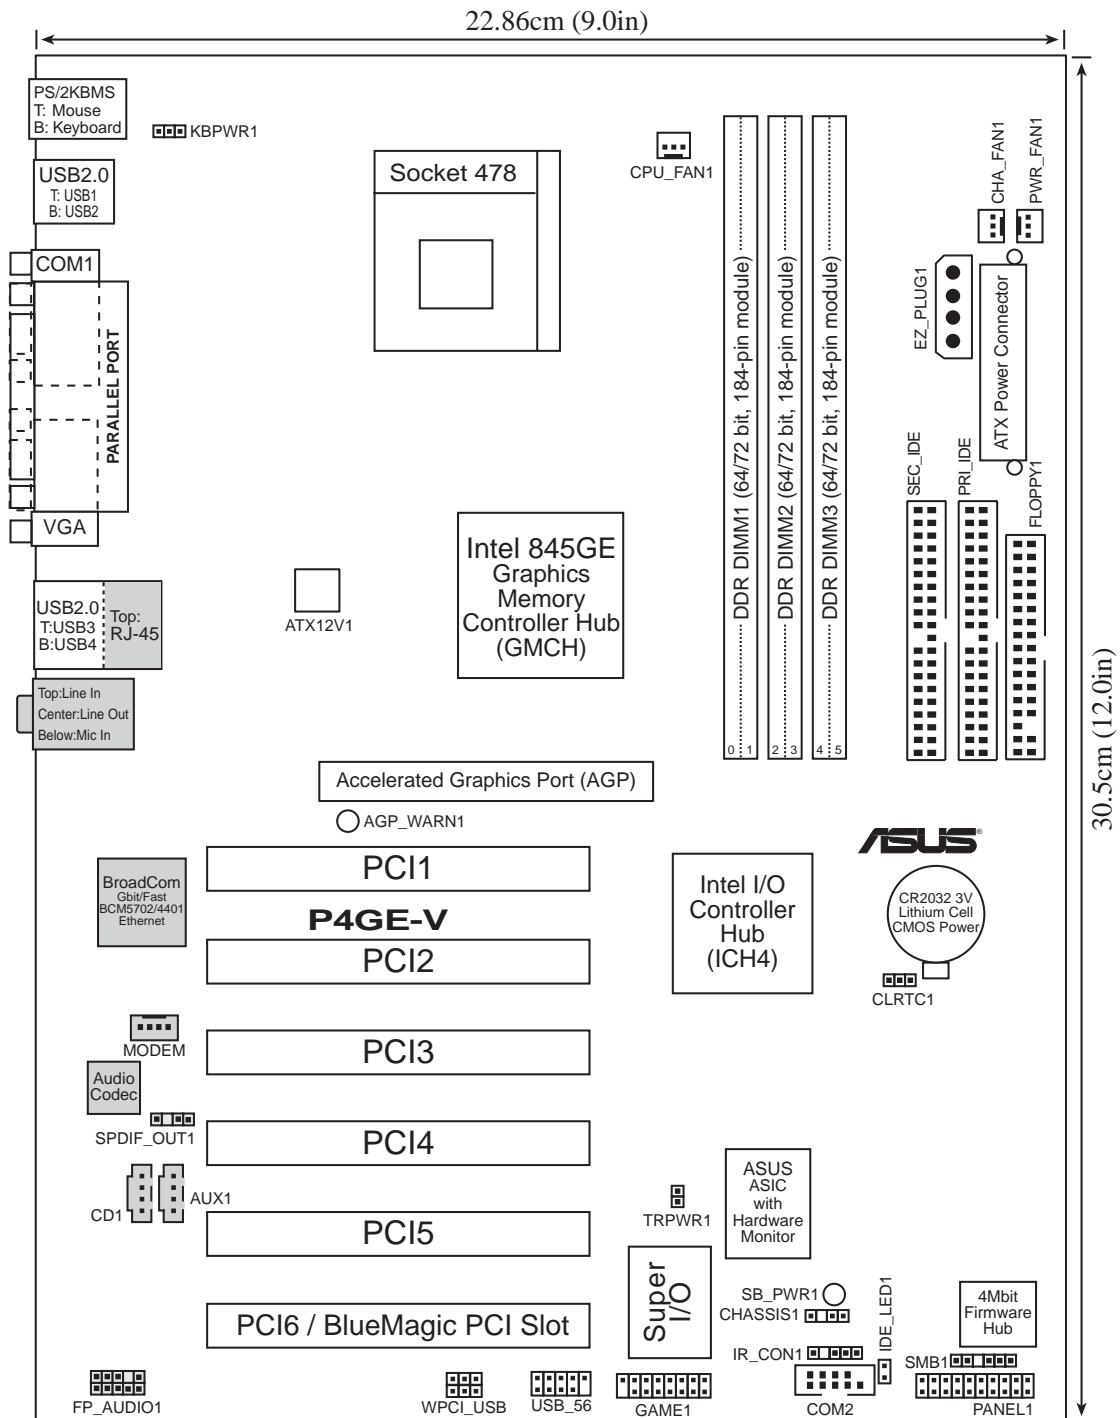 22.86cm (9.0in)
PS/2KBMS
T: Mouse
B: Keyboard
KBPWR1
USB2.0
T: USB1
B: USB2
Socket 478
CPU_FAN1
CHA_FAN1
PWR_FAN1
COM1
PARALLEL PORT
VGA
EZ_PLUG1
ATX Power Connector
DDR DIMM1 (64/72 bit, 184-pin module)
DDR DIMM2 (64/72 bit, 184-pin module)
DDR DIMM3 (64/72 bit, 184-pin module)
0 1
2 3
4 5
SEC_IDE
PRI_IDE
FLOPPY1
Intel 845GE
Graphics
Memory
Controller Hub
(GMCH)
ATX12V1
USB2.0
T:USB3
B:USB4
Top:
RJ-45
Top:Line In
Center:Line Out
Below:Mic In
30.5cm (12.0in)
Accelerated Graphics Port (AGP)
AGP_WARN1
ASUS®
PCI1
BroadCom
Gbit/Fast
BCM5702/4401
Ethernet
P4GE-V
PCI2
Intel I/O
Controller
Hub
(ICH4)
CR2032 3V
Lithium Cell
CMOS Power
CLRTC1
MODEM
PCI3
Audio
Codec
SPDIF_OUT1
PCI4
CD1
AUX1
TRPWR1
ASUS
ASIC
with
Hardware
Monitor
PCI5
Super
I/O
SB_PWR1
CHASSIS1
IDE_LED1
4Mbit
Firmware
Hub
PCI6 / BlueMagic PCI Slot
IR_CON1
SMB1
FP_AUDIO1
WPCI_USB
USB_56
GAME1
COM2
PANEL1